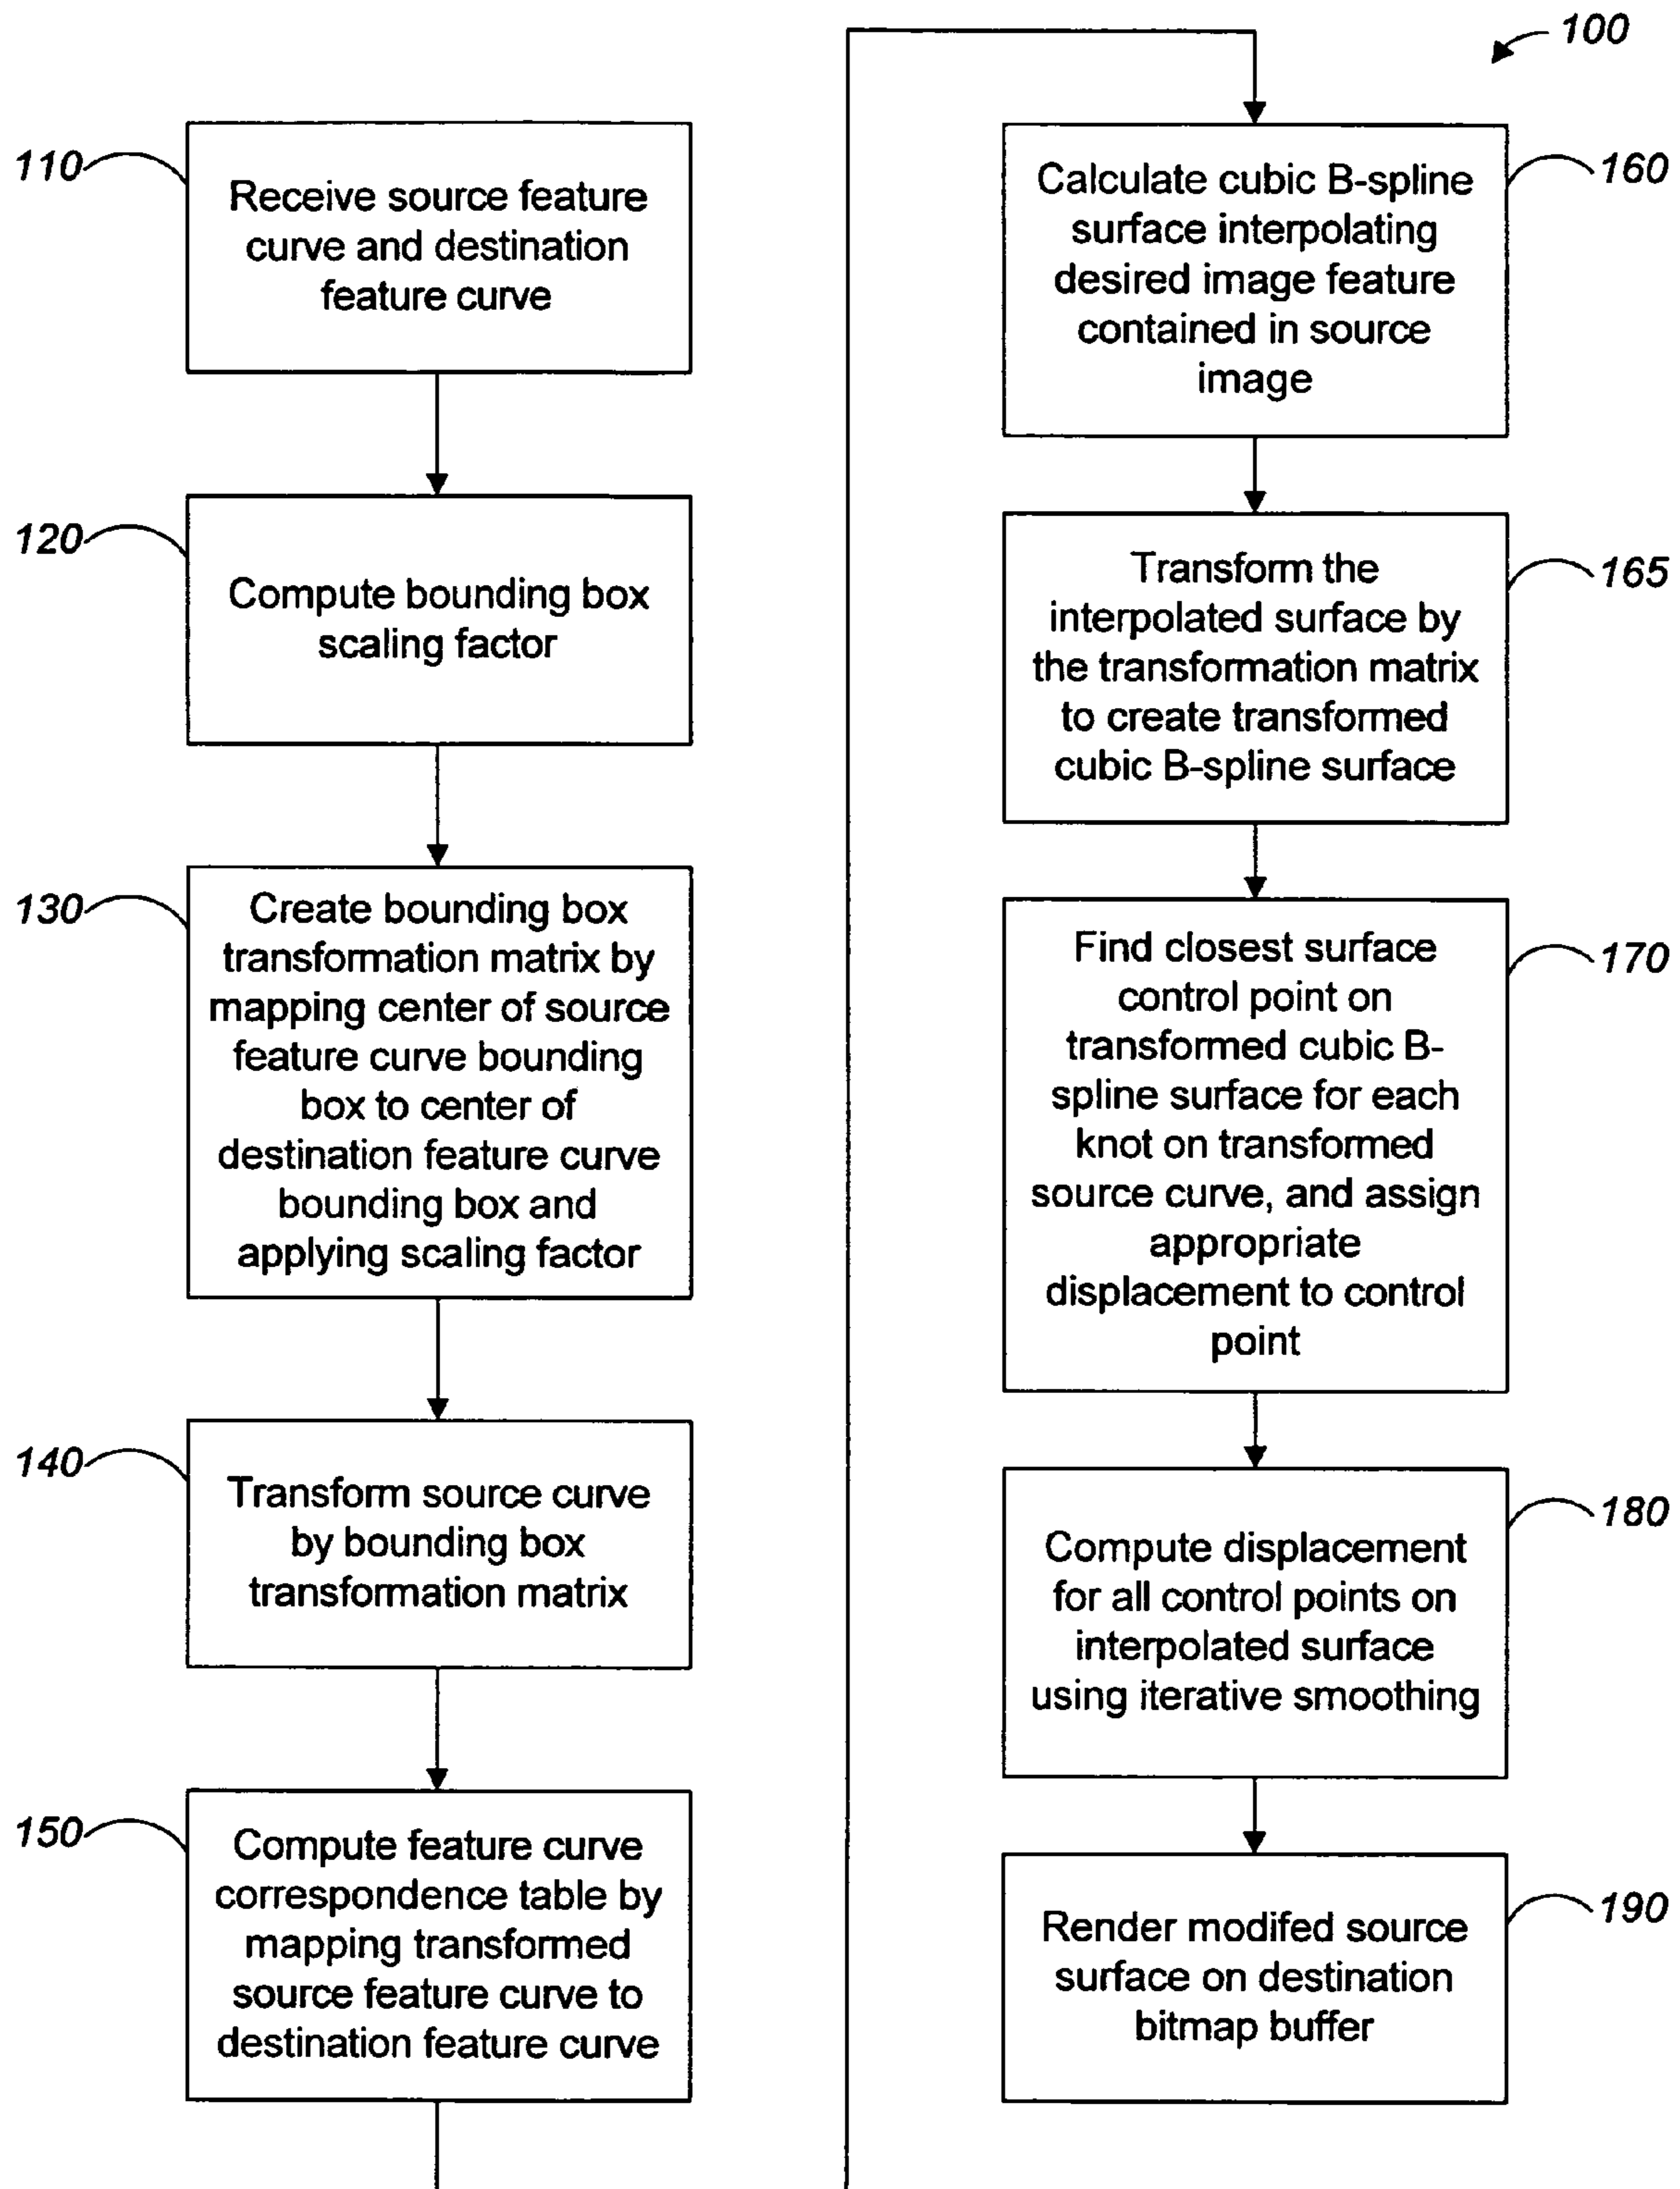 110
Receive source feature
curve and destination
feature curve
120
Compute bounding box
scaling factor
130
Create bounding box
transformation matrix by
mapping center of source
feature curve bounding
box to center of
destination feature curve
bounding box and
applying scaling factor
140
Transform source curve
by bounding box
transformation matrix
150
Compute feature curve
correspondence table by
mapping transformed
source feature curve to
destination feature curve
100
160
Calculate cubic B-spline
surface interpolating
desired image feature
contained in source
image
165
Transform the
interpolated surface by
the transformation matrix
to create transformed
cubic B-spline surface
170
Find closest surface
control point on
transformed cubic B-
spline surface for each
knot on transformed
source curve, and assign
appropriate
displacement to control
point
180
Compute displacement
for all control points on
interpolated surface
using iterative smoothing
190
Render modifed source
surface on destination
bitmap buffer